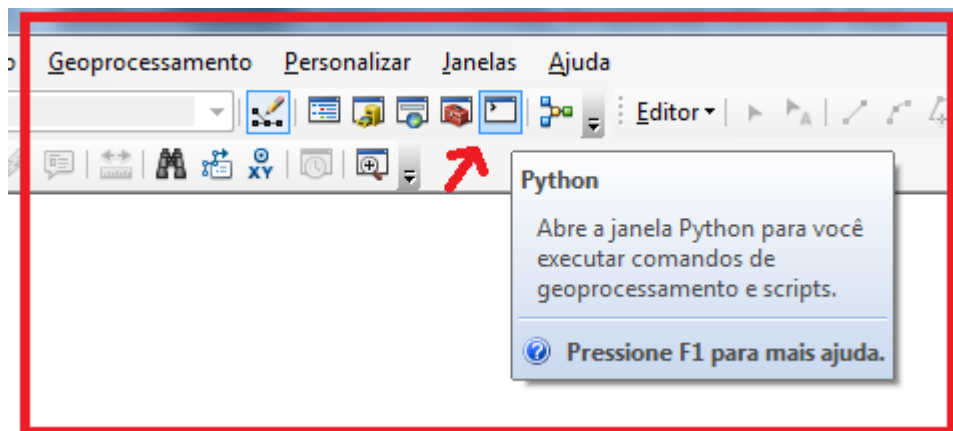 o Geoprocessamento Personalizar Janelas Ajuda
Editor
A
XY
Python
Abre a janela Python para você
executar comandos de
geoprocessamento e scripts.
Pressione F1 para mais ajuda.